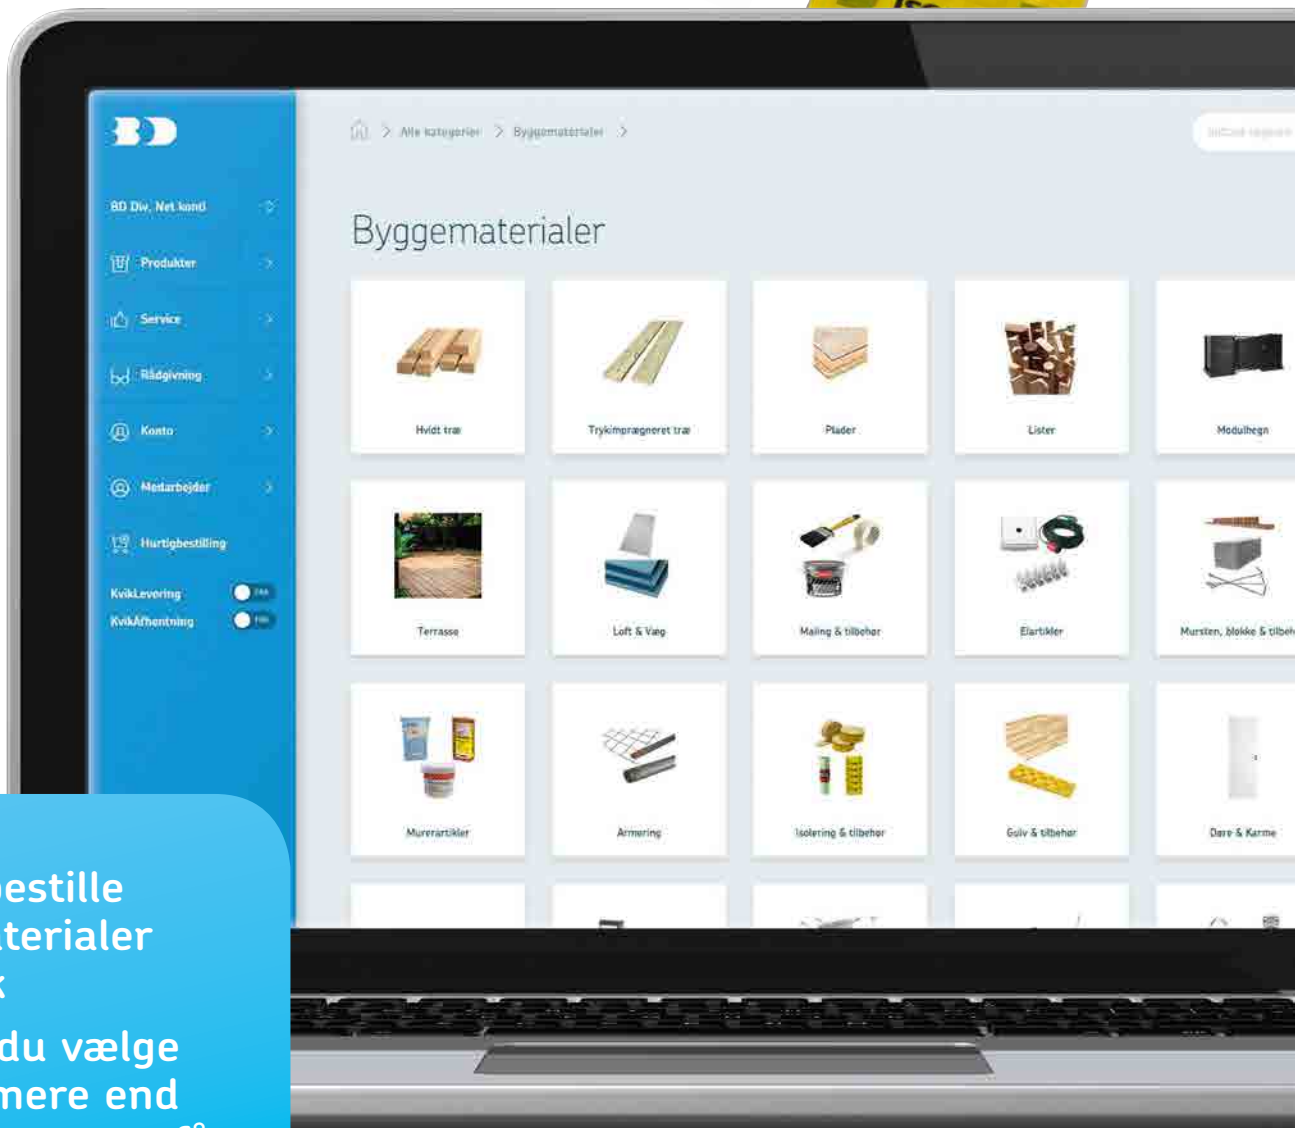 BD
Alle kategorier > Byggematerialer >
BD Div. Net konti
Produkter
Service
Rådgivning
Konto
Medarbejder
Hurtigbestilling
KvikLevering
KvikAfhentning
Byggematerialer
Hvidt træ
Trykimprægneret træ
Plader
Lister
Modulhegn
Terrasse
Loft & Væg
Maling & tilbehør
Elartikler
Mursten, blokke & tilbeh
Murerartikler
Armering
Isolering & tilbehør
Gulv & tilbehør
Døre & Karme
bestille
terialer
k
du vælge
mere end